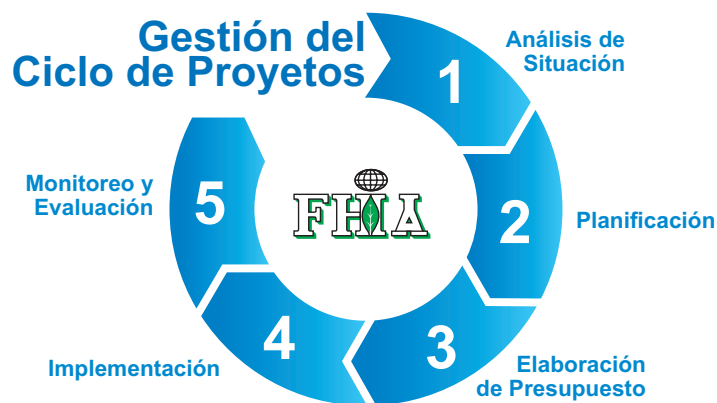 Gestión del
Ciclo de Proyetos
1
Análisis de
Situación
2
Planificación
3
Elaboración
de Presupuesto
4
Implementación
5
Monitoreo y
Evaluación
FHIA